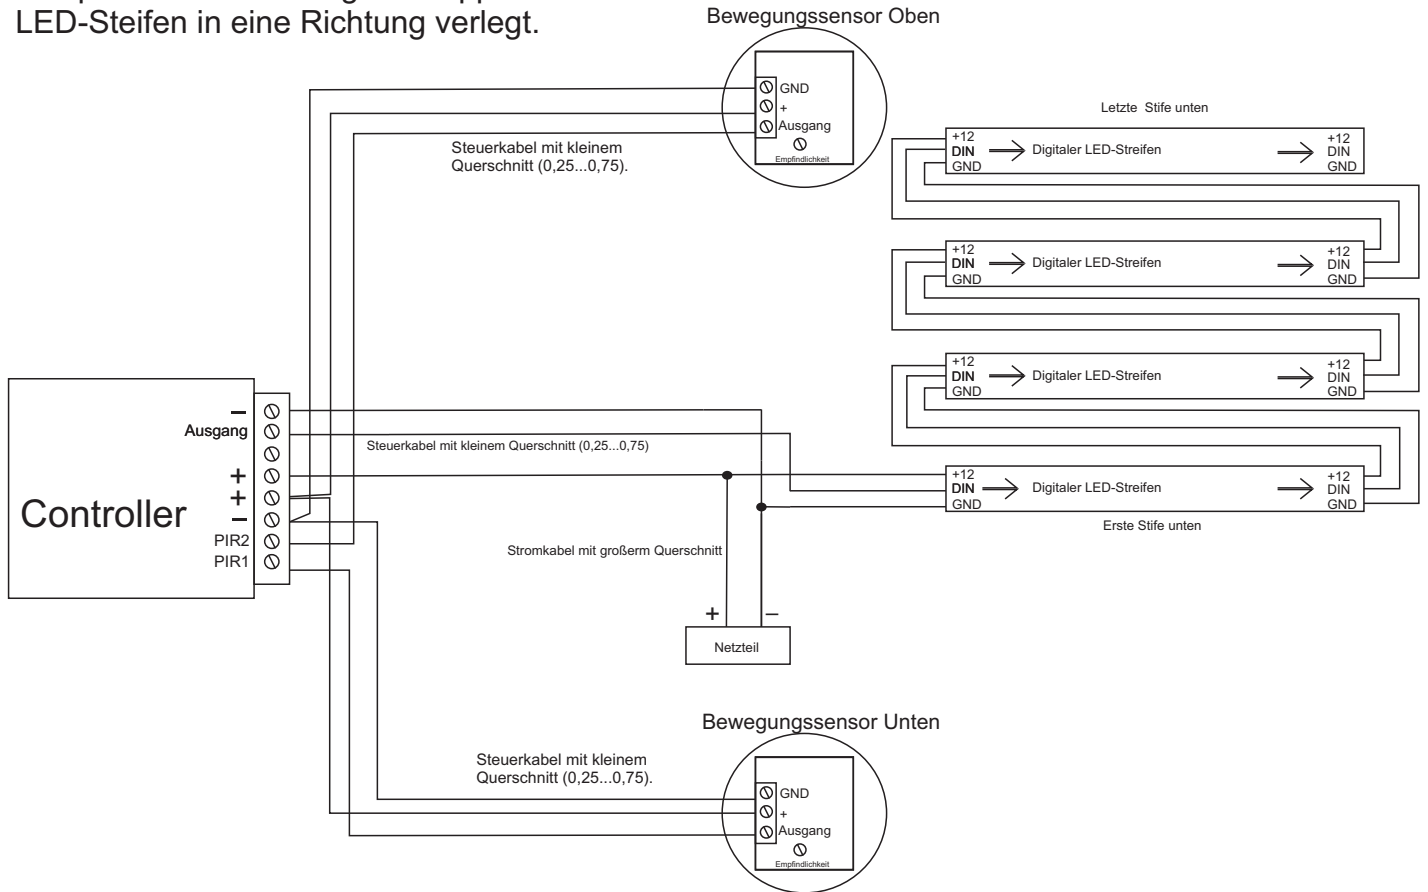 LED-Steifen in eine Richtung verlegt.
Bewegungssensor Oben
GND
+
Ausgang
Empfindlichkeit
Steuerkabel mit kleinem
Querschnitt (0,25...0,75).
Letzte Stife unten
+12 +12
DIN Digitaler LED-Streifen DIN
GND GND
+12 +12
DIN Digitaler LED-Streifen DIN
GND GND
+12 +12
DIN Digitaler LED-Streifen DIN
GND GND
+12 +12
DIN Digitaler LED-Streifen DIN
GND GND
Erste Stife unten
Controller
–
Ausgang
+
+
–
PIR2
PIR1
Steuerkabel mit kleinem Querschnitt (0,25...0,75)
Stromkabel mit großerm Querschnitt
+ –
Netzteil
Bewegungssensor Unten
Steuerkabel mit kleinem
Querschnitt (0,25...0,75).
GND
+
Ausgang
Empfindlichkeit